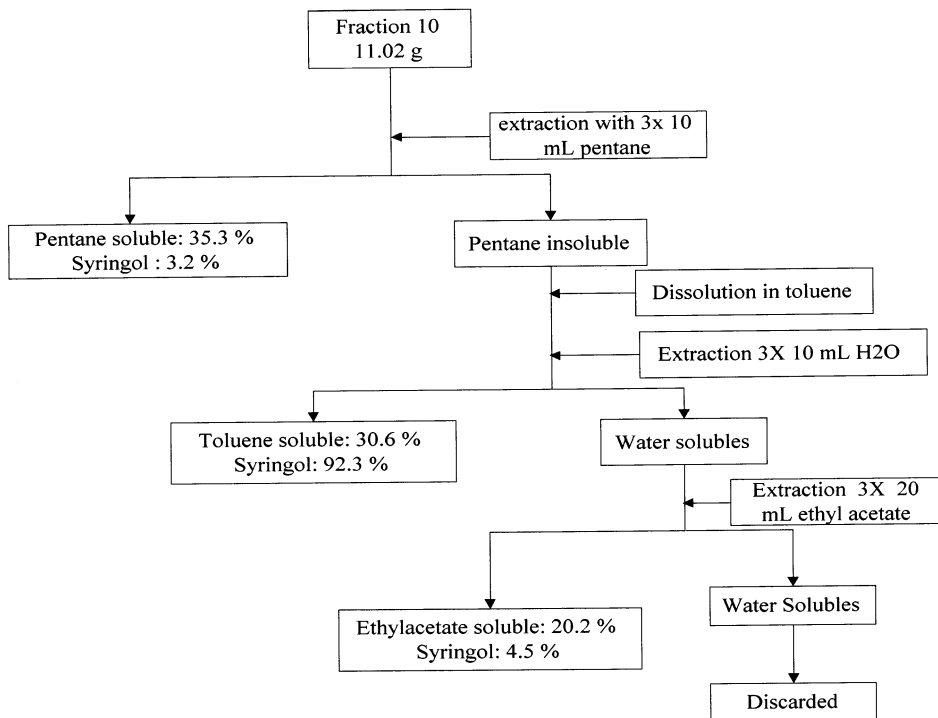 Fraction 10
11.02 g
extraction with 3x 10
mL pentane
Pentane soluble: 35.3 %
Syringol : 3.2 %
Pentane insoluble
Dissolution in toluene
Extraction 3X 10 mL H2O
Toluene soluble: 30.6 %
Syringol: 92.3 %
Water solubles
Extraction 3X 20
mL ethyl acetate
Ethylacetate soluble: 20.2 %
Syringol: 4.5 %
Water Solubles
Discarded